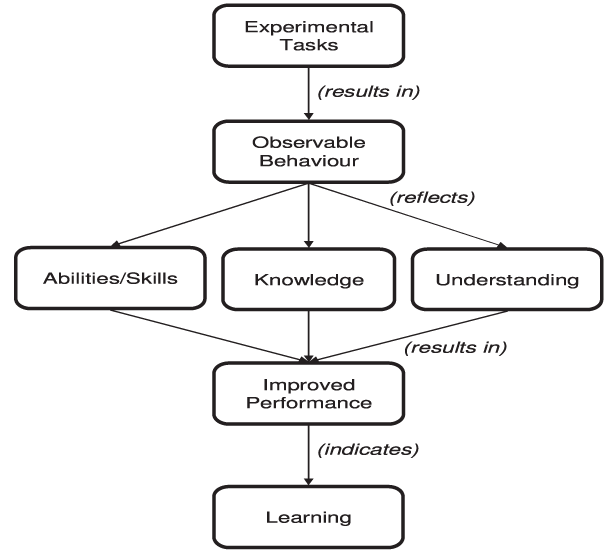 Experimental
Tasks
(results in)
Observable
Behaviour
(reflects)
Abilities/Skills
Knowledge
Understanding
(results in)
Improved
Performance
(indicates)
Learning